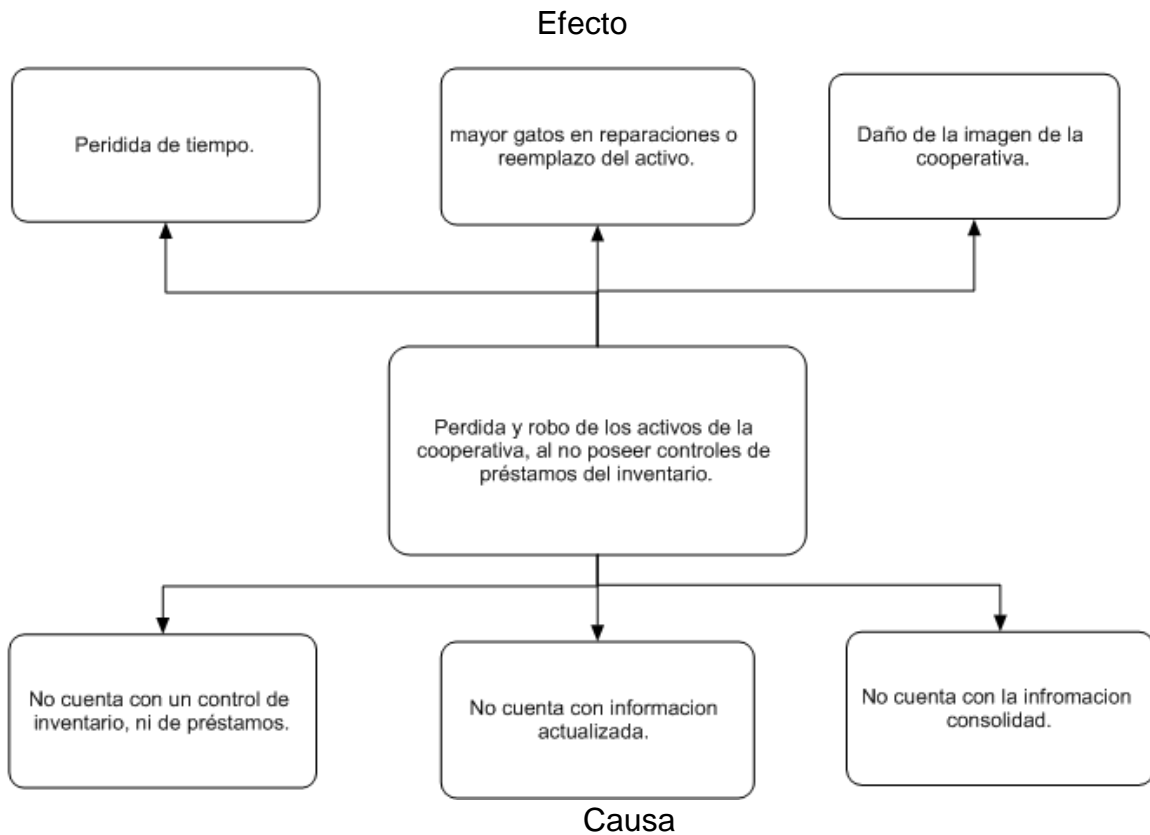 Efecto
Peridida de tiempo.
mayor gatos en reparaciones o
reemplazo del activo.
Daño de la imagen de la
cooperativa.
Perdida y robo de los activos de la
cooperativa, al no poseer controles de
préstamos del inventario.
No cuenta con un control de
inventario, ni de préstamos.
No cuenta con informacion
actualizada.
No cuenta con la infromacion
consolidad.
Causa